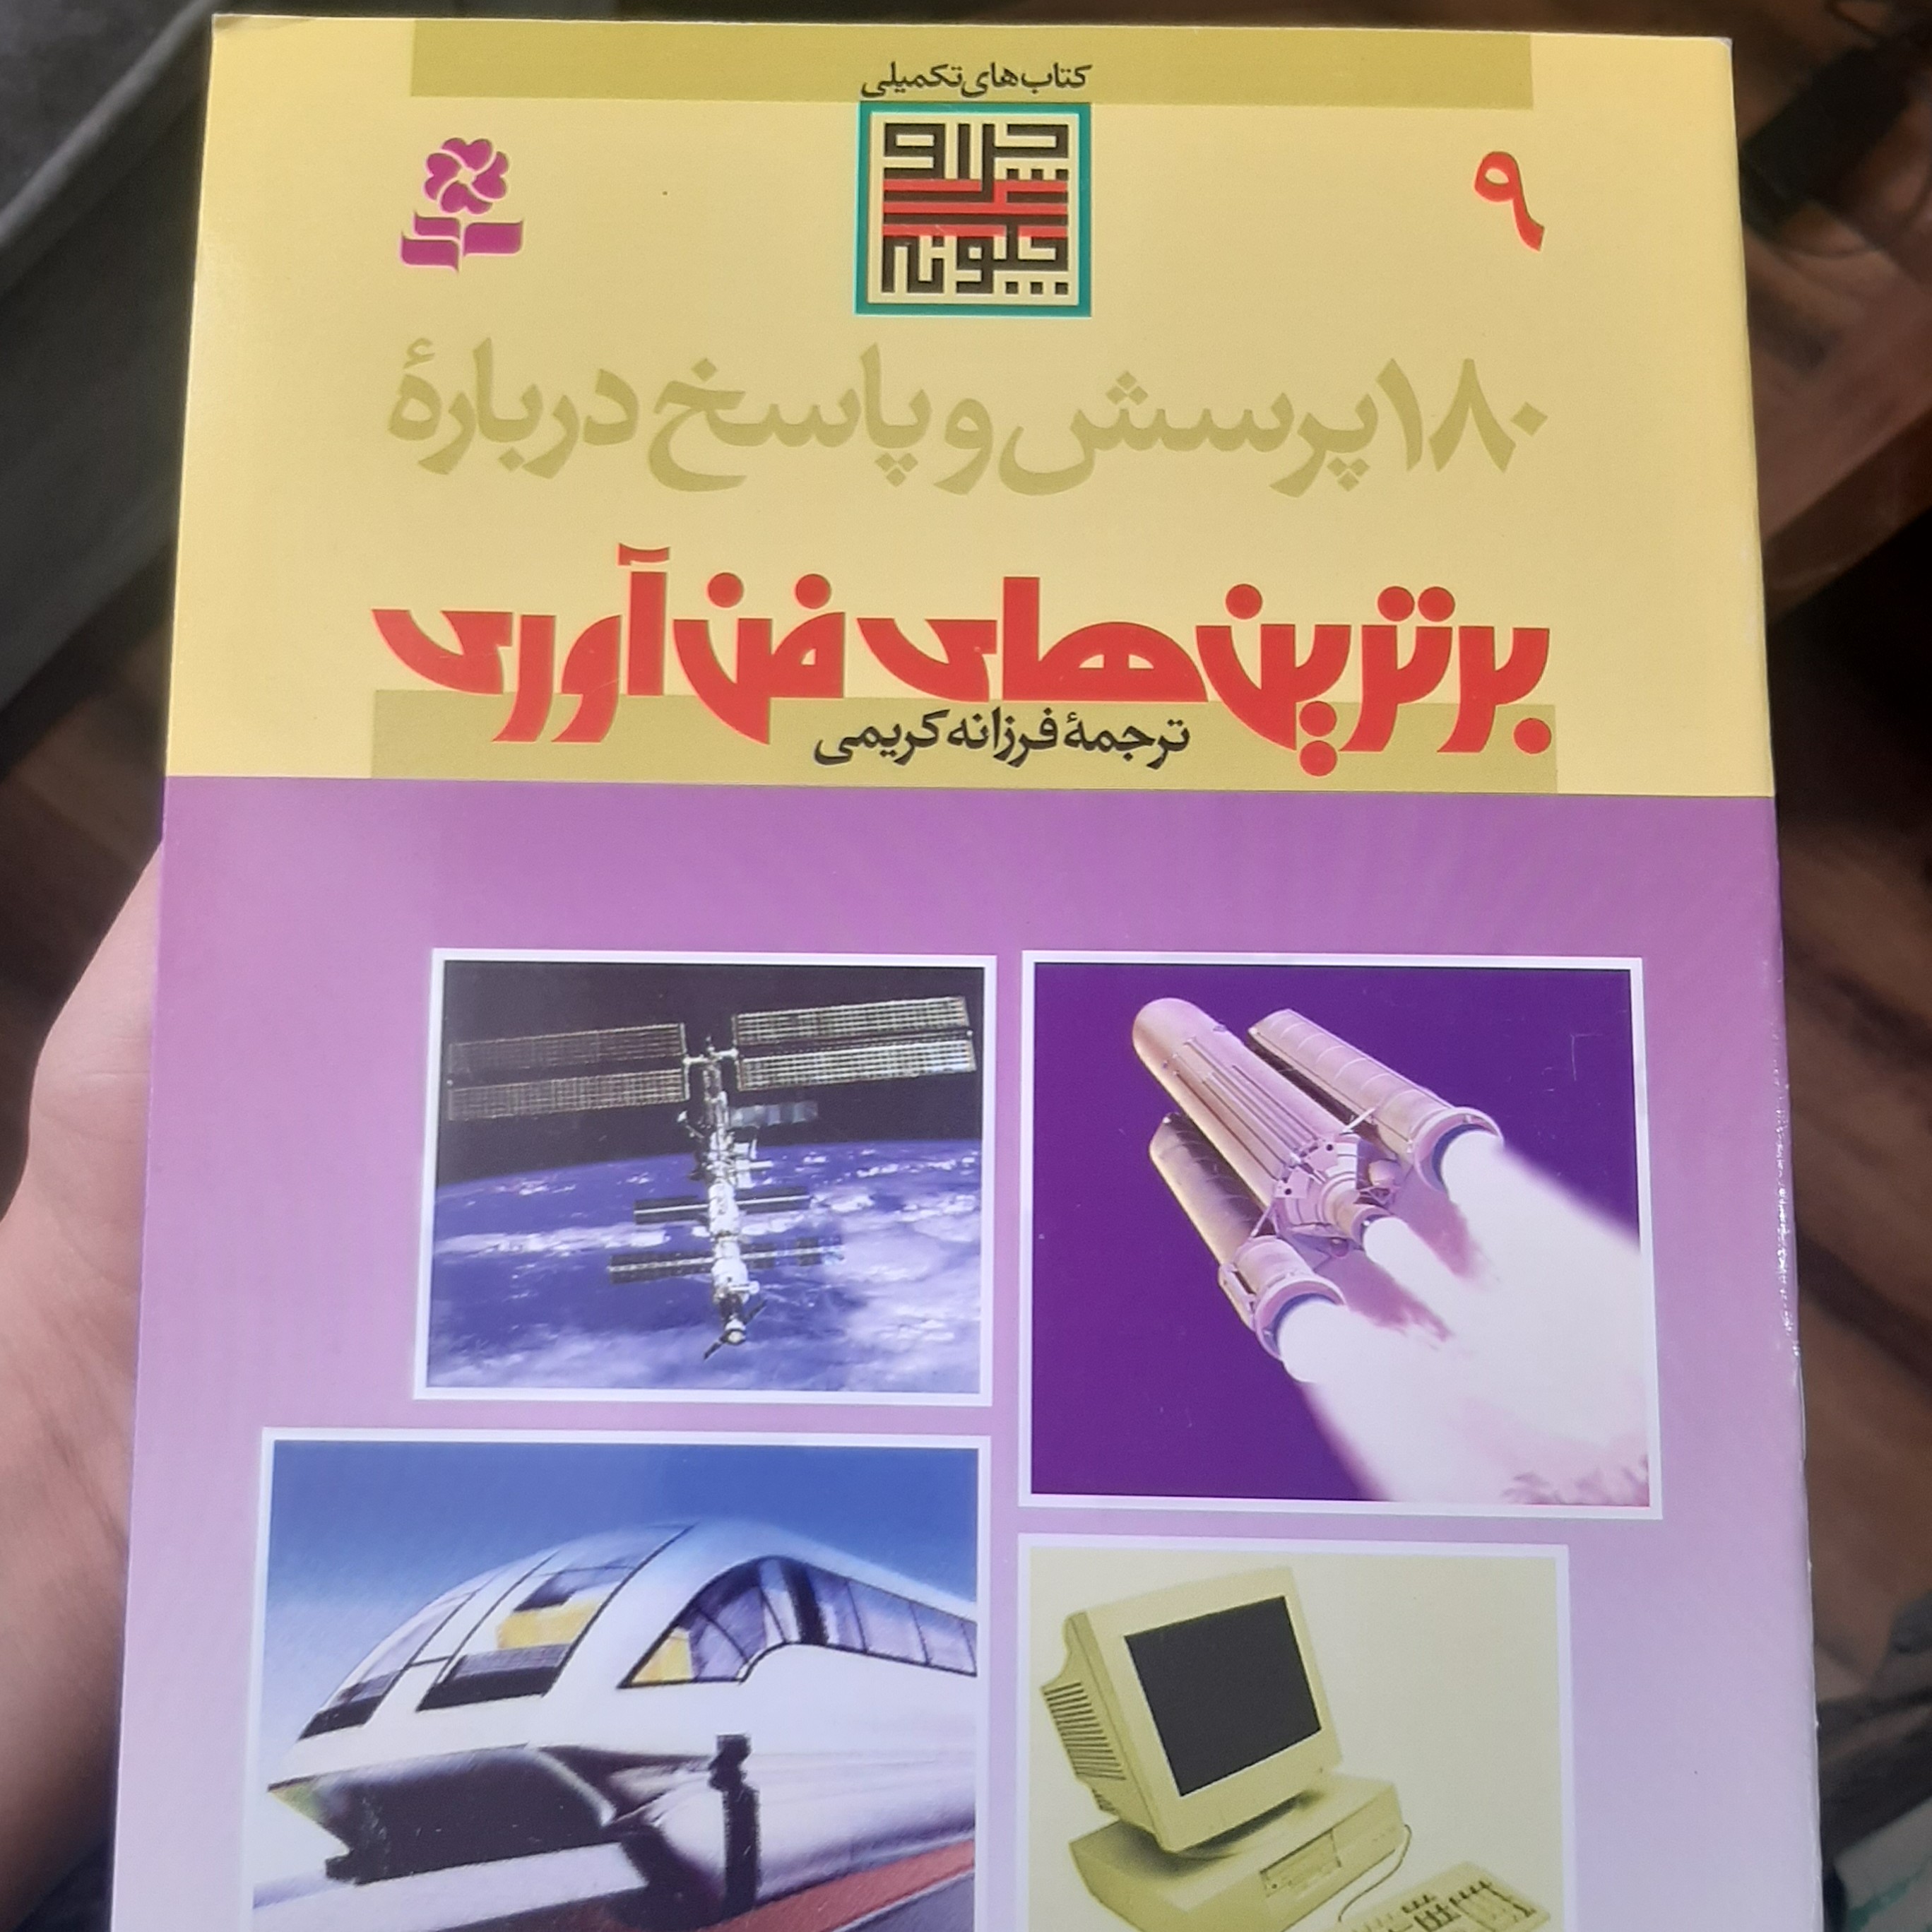 کتاب‌های تکمیلی
چرا و
چگونه
۹
۱۸۰ پرسش و پاسخ دربارهٔ
برترین‌های فن‌آوری
ترجمهٔ فرزانه کریمی